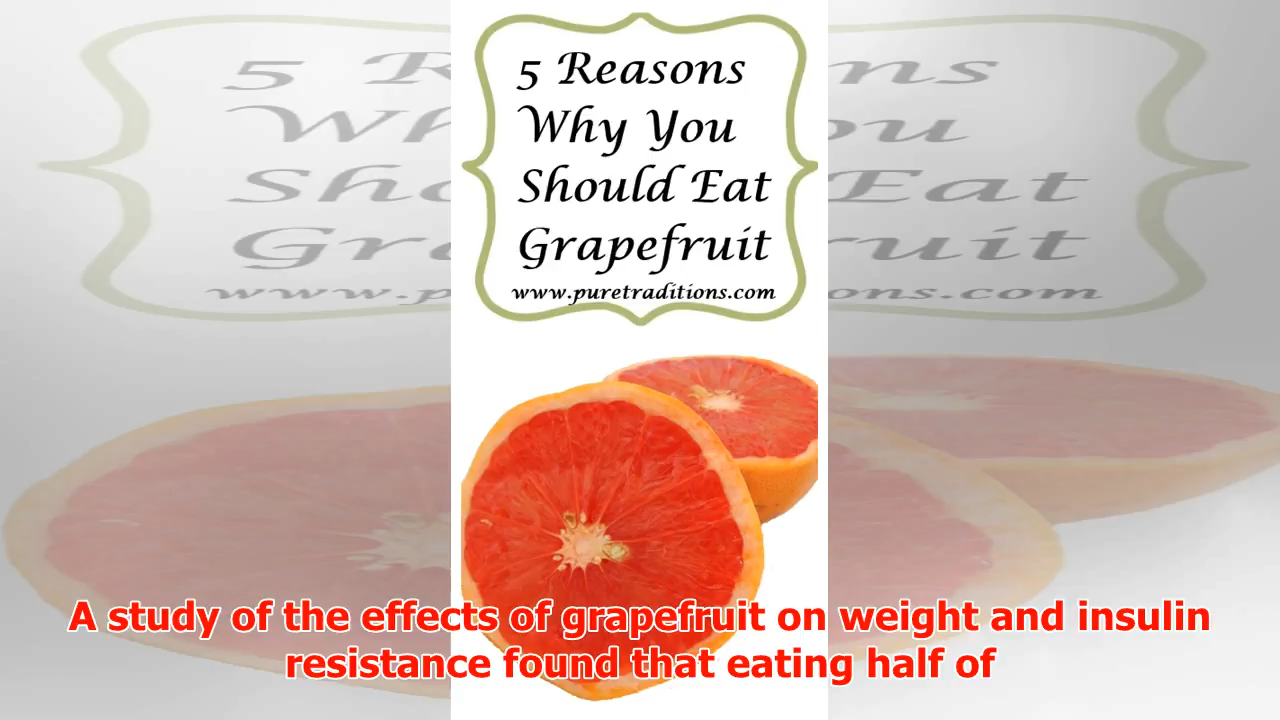 5 Reasons
Why You
Should Eat
Grapefruit
www.puretraditions.com
A study of the effects of grapefruit on weight and insulin
resistance found that eating half of